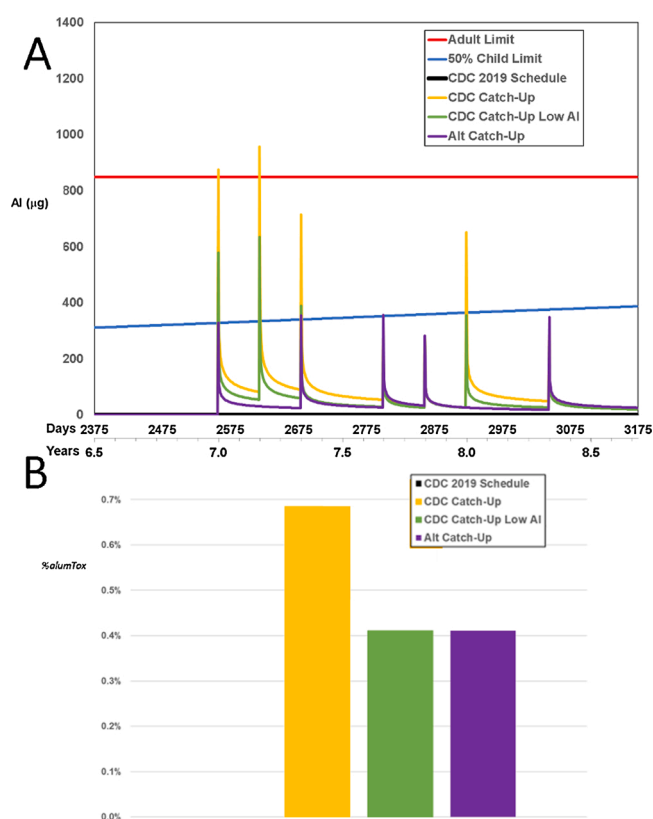 A
1400
1200
1000
800
600
400
200
0
Al (µg)
Adult Limit
50% Child Limit
CDC 2019 Schedule
CDC Catch-Up
CDC Catch-Up Low Al
Alt Catch-Up
Days 2375 2475 2575 2675 2775 2875 2975 3075 3175
Years 6.5 7.0 7.5 8.0 8.5
B
CDC 2019 Schedule
CDC Catch-Up
CDC Catch-Up Low Al
Alt Catch-Up
%alumTox
0.7%
0.6%
0.5%
0.4%
0.3%
0.2%
0.1%
0.0%